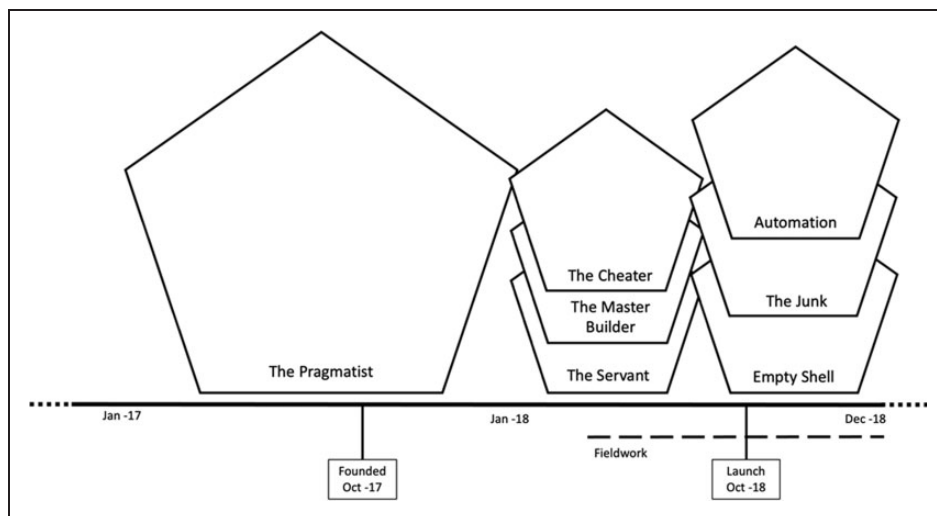 The Pragmatist
The Cheater
The Master
Builder
The Servant
Automation
The Junk
Empty Shell
Jan -17
Jan -18
Dec -18
Fieldwork
Founded
Oct -17
Launch
Oct -18